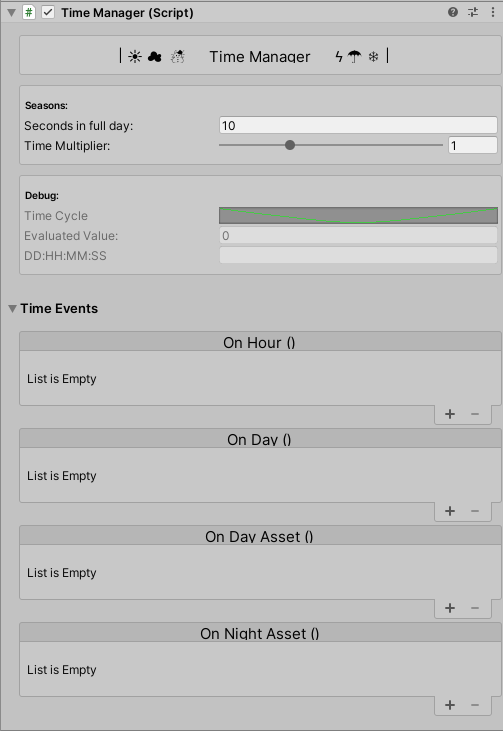 Time Manager (Script)
| ☀ ☁ ☃ Time Manager ϟ ☂ ❄ |
Seasons:
Seconds in full day: 10
Time Multiplier: 1
Debug:
Time Cycle
Evaluated Value: 0
DD:HH:MM:SS
Time Events
On Hour ()
List is Empty
+ −
On Day ()
List is Empty
+ −
On Day Asset ()
List is Empty
+ −
On Night Asset ()
List is Empty
+ −